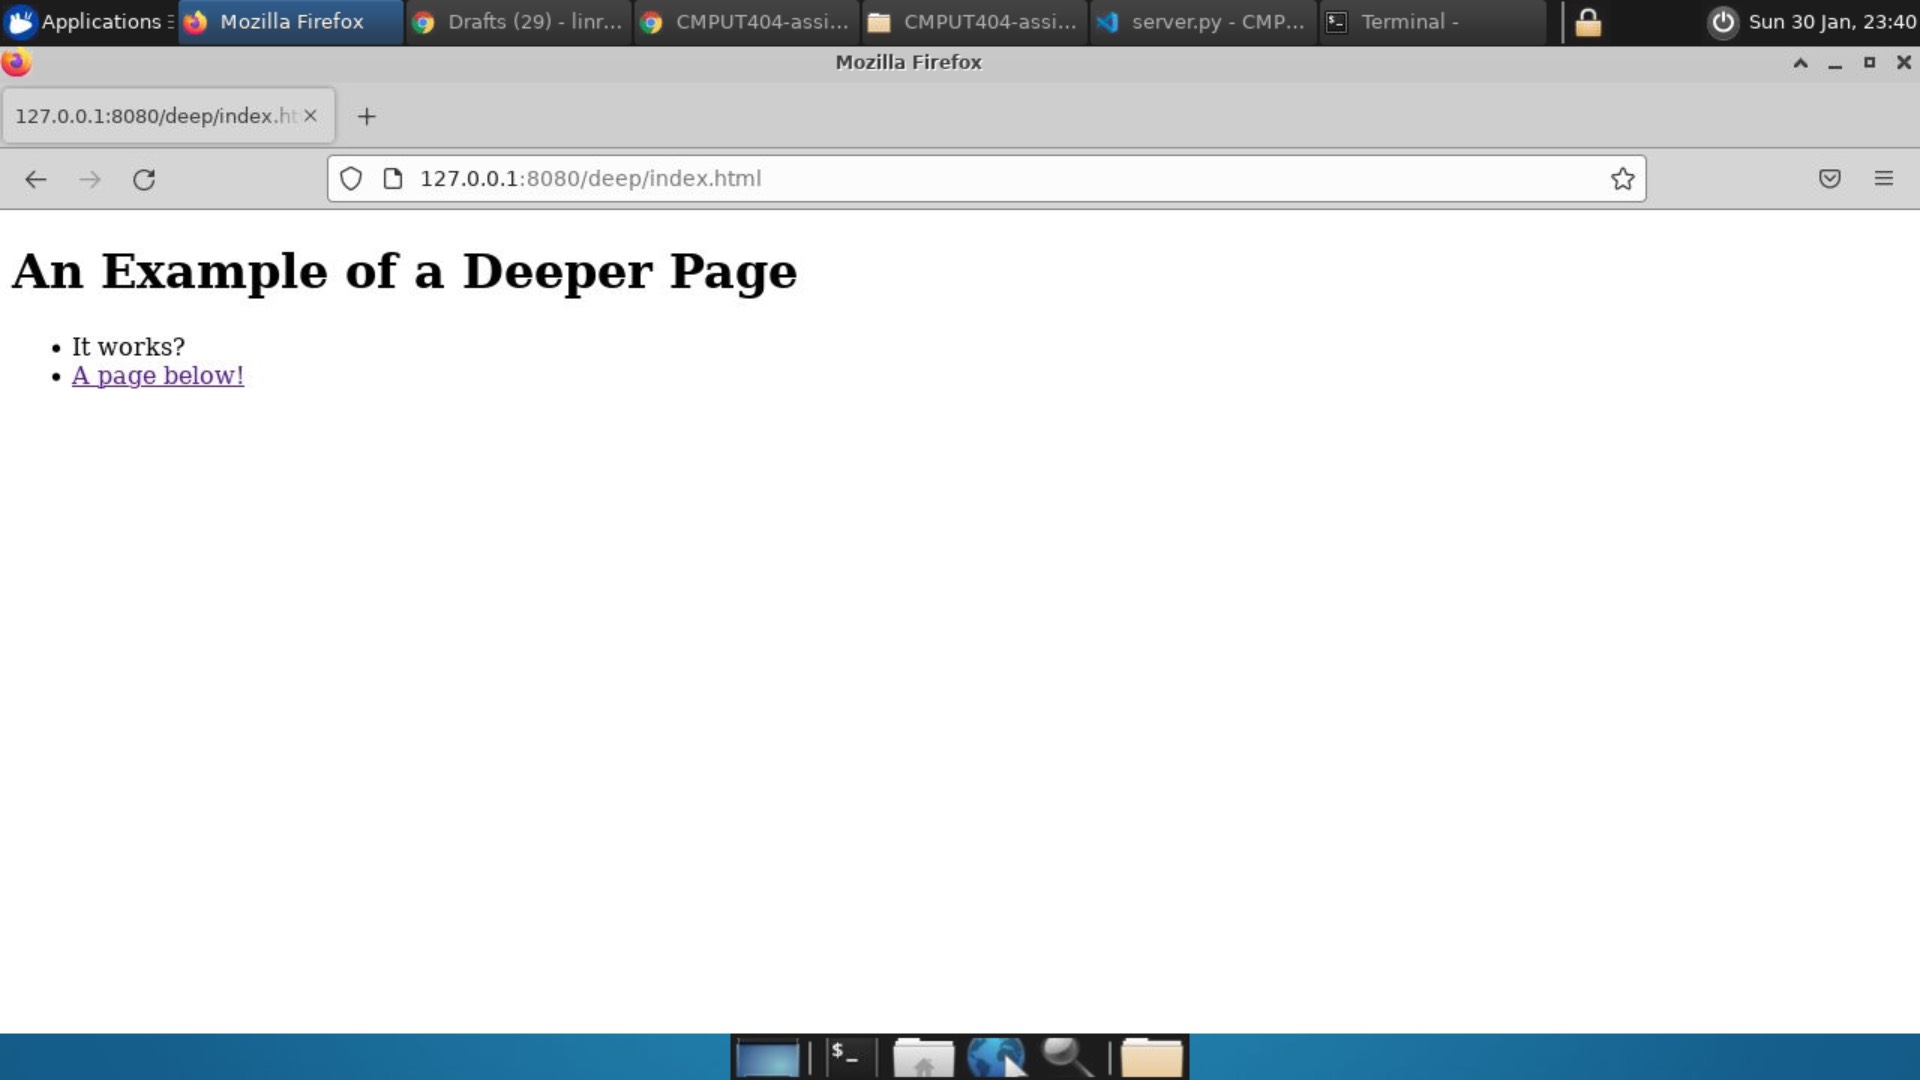 Applications
Mozilla Firefox
Drafts (29) - linr...
CMPUT404-assi...
CMPUT404-assi...
server.py - CMP...
Terminal -
Sun 30 Jan, 23:40
Mozilla Firefox
127.0.0.1:8080/deep/index.ht
127.0.0.1:8080/deep/index.html
An Example of a Deeper Page
• It works?
• A page below!
$_